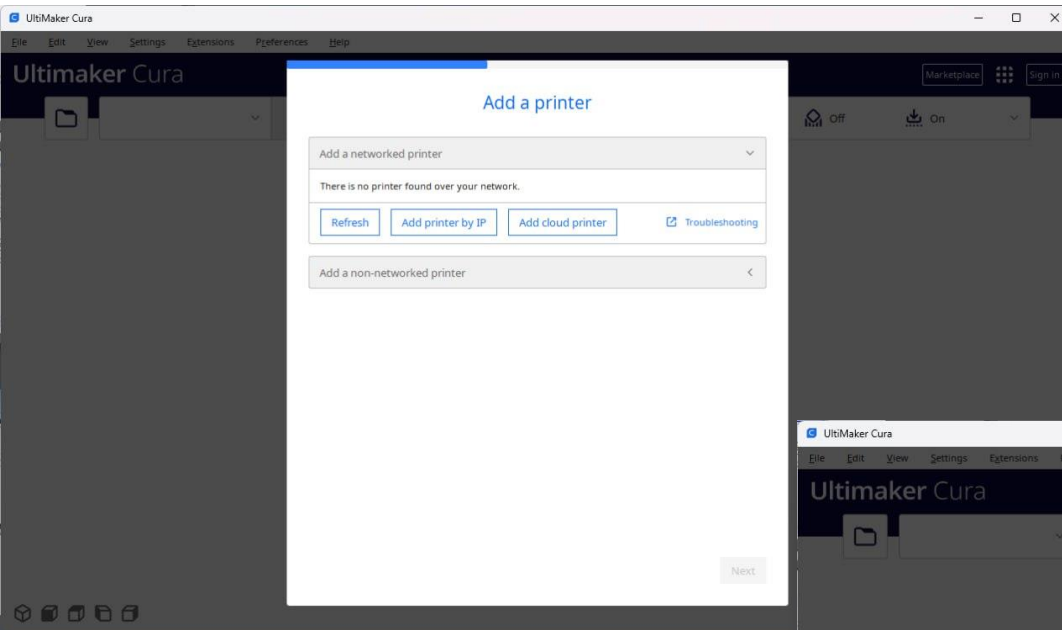 UltiMaker Cura
File Edit View Settings Extensions Preferences Help
Ultimaker Cura
Marketplace
Sign in
Off
On
Add a printer
Add a networked printer
There is no printer found over your network.
Refresh
Add printer by IP
Add cloud printer
Troubleshooting
Add a non-networked printer
Next
UltiMaker Cura
File Edit View Settings Extensions
Ultimaker Cura